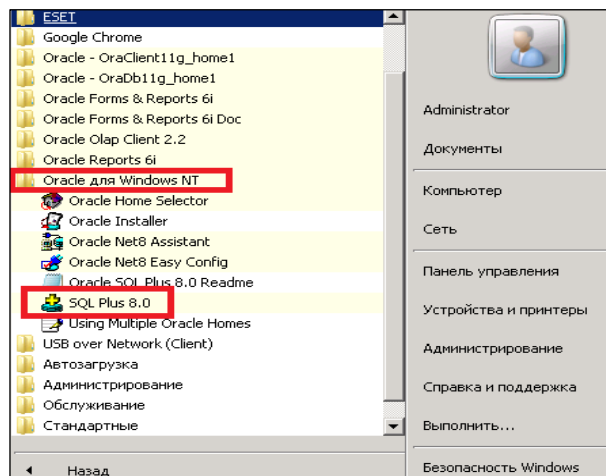 ESET
Google Chrome
Oracle - OraClient11g_home1
Oracle - OraDb11g_home1
Oracle Forms & Reports 6i
Oracle Forms & Reports 6i Doc
Oracle Olap Client 2.2
Oracle Reports 6i
Oracle для Windows NT
Oracle Home Selector
Oracle Installer
Oracle Net8 Assistant
Oracle Net8 Easy Config
Oracle SQL Plus 8.0 Readme
SQL Plus 8.0
Using Multiple Oracle Homes
USB over Network (Client)
Автозагрузка
Администрирование
Обслуживание
Стандартные
Назад
Administrator
Документы
Компьютер
Сеть
Панель управления
Устройства и принтеры
Администрирование
Справка и поддержка
Выполнить...
Безопасность Windows